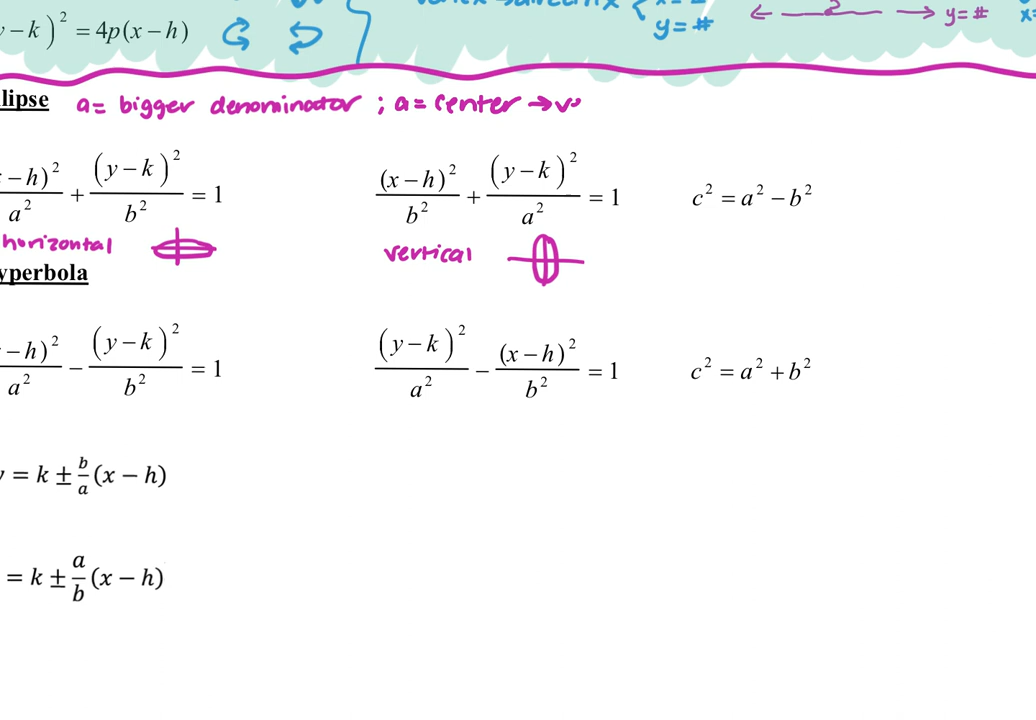 −k)² = 4p(x−h)
y=#
y=#
lipse a= bigger denominator ; a= center →v
−h)²/a² + (y−k)²/b² = 1 (x−h)²/b² + (y−k)²/a² = 1 c² = a² − b²
horizontal vertical
yperbola
−h)²/a² − (y−k)²/b² = 1 (y−k)²/a² − (x−h)²/b² = 1 c² = a² + b²
= k ± b/a (x − h)
= k ± a/b (x − h)